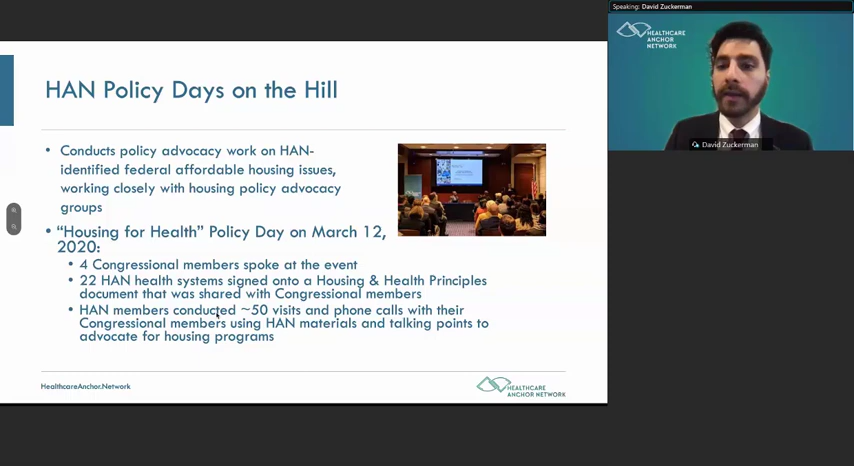 Speaking: David Zuckerman
HEALTHCARE
ANCHOR
NETWORK
David Zuckerman
HAN Policy Days on the Hill
• Conducts policy advocacy work on HAN-
identified federal affordable housing issues,
working closely with housing policy advocacy
groups
• “Housing for Health” Policy Day on March 12,
2020:
• 4 Congressional members spoke at the event
• 22 HAN health systems signed onto a Housing & Health Principles
document that was shared with Congressional members
• HAN members conducted ~50 visits and phone calls with their
Congressional members using HAN materials and talking points to
advocate for housing programs
HealthcareAnchor.Network
HEALTHCARE
ANCHOR NETWORK